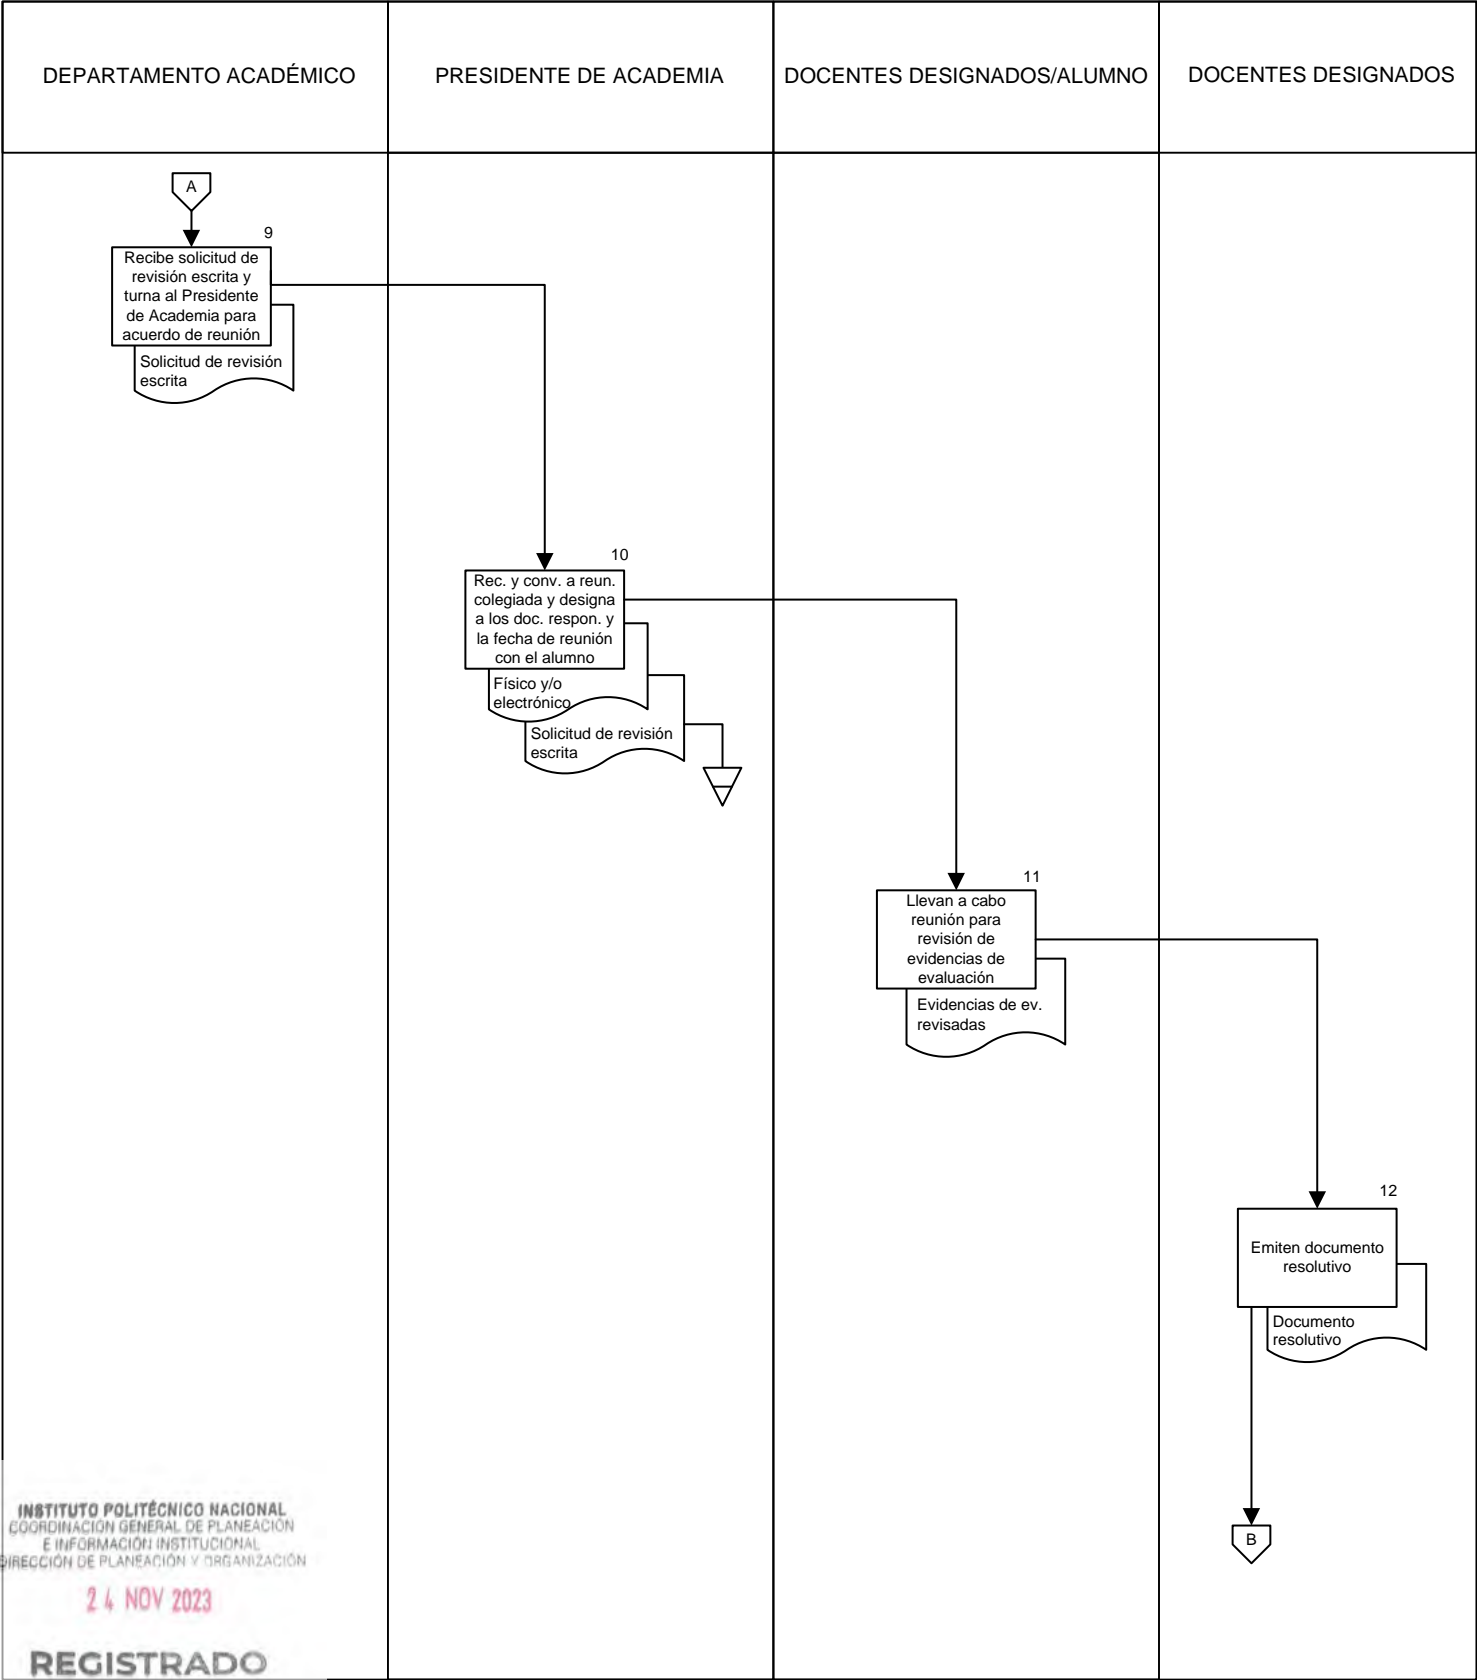 DEPARTAMENTO ACADÉMICO
PRESIDENTE DE ACADEMIA
DOCENTES DESIGNADOS/ALUMNO
DOCENTES DESIGNADOS
A
9
Recibe solicitud de
revisión escrita y
turna al Presidente
de Academia para
acuerdo de reunión
Solicitud de revisión
escrita
10
Rec. y conv. a reun.
colegiada y designa
a los doc. respon. y
la fecha de reunión
con el alumno
Físico y/o
electrónico
Solicitud de revisión
escrita
11
Llevan a cabo
reunión para
revisión de
evidencias de
evaluación
Evidencias de ev.
revisadas
12
Emiten documento
resolutivo
Documento
resolutivo
B
INSTITUTO POLITÉCNICO NACIONAL
COORDINACIÓN GENERAL DE PLANEACIÓN
E INFORMACIÓN INSTITUCIONAL
DIRECCIÓN DE PLANEACIÓN Y ORGANIZACIÓN
24 NOV 2023
REGISTRADO